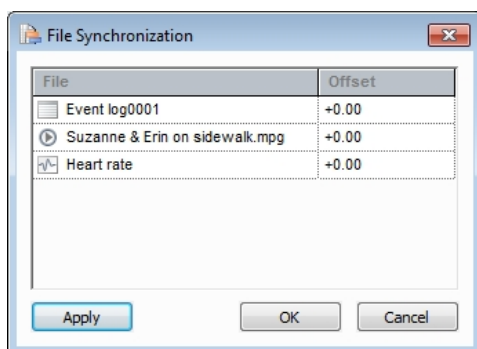 File Synchronization
File Offset
Event log0001 +0.00
Suzanne & Erin on sidewalk.mpg +0.00
Heart rate +0.00
Apply OK Cancel